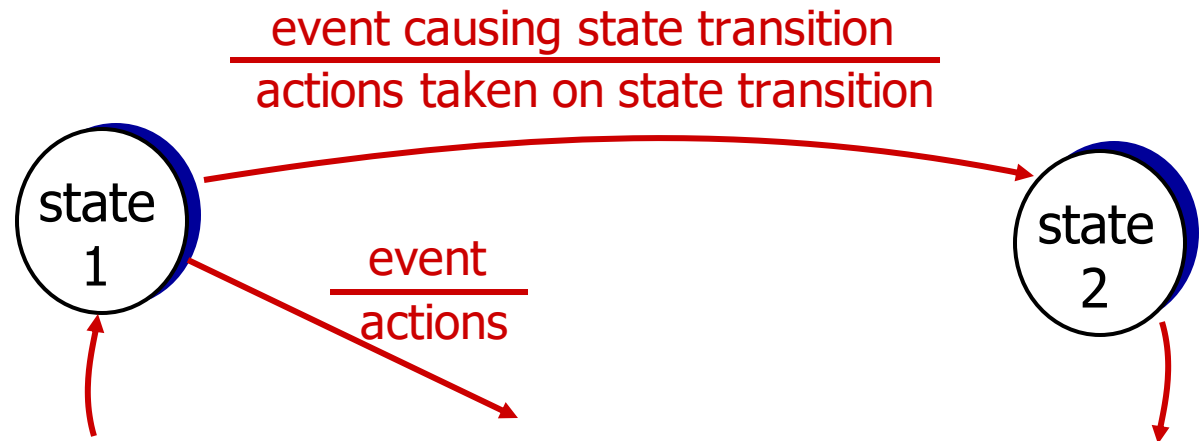 event causing state transition
actions taken on state transition
state
1
state
2
event
actions